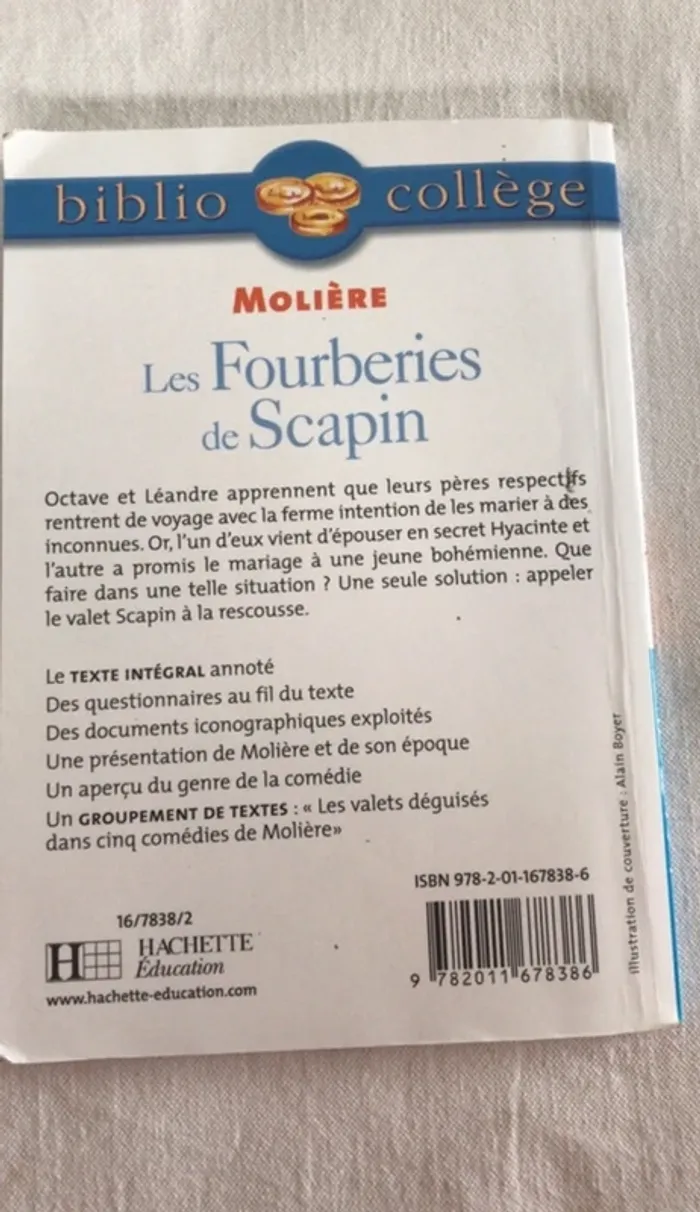 biblio collège
MOLIÈRE
Les Fourberies
de Scapin
Octave et Léandre apprennent que leurs pères respectifs
rentrent de voyage avec la ferme intention de les marier à des
inconnues. Or, l'un d'eux vient d'épouser en secret Hyacinte et
l'autre a promis le mariage à une jeune bohémienne. Que
faire dans une telle situation ? Une seule solution : appeler
le valet Scapin à la rescousse.
Le TEXTE INTÉGRAL annoté
Des questionnaires au fil du texte
Des documents iconographiques exploités
Une présentation de Molière et de son époque
Un aperçu du genre de la comédie
Un GROUPEMENT DE TEXTES : « Les valets déguisés
dans cinq comédies de Molière»
ISBN 978-2-01-167838-6
16/7838/2
H HACHETTE
Éducation
www.hachette-education.com
9 782011 678386
Illustration de couverture : Alain Boyer